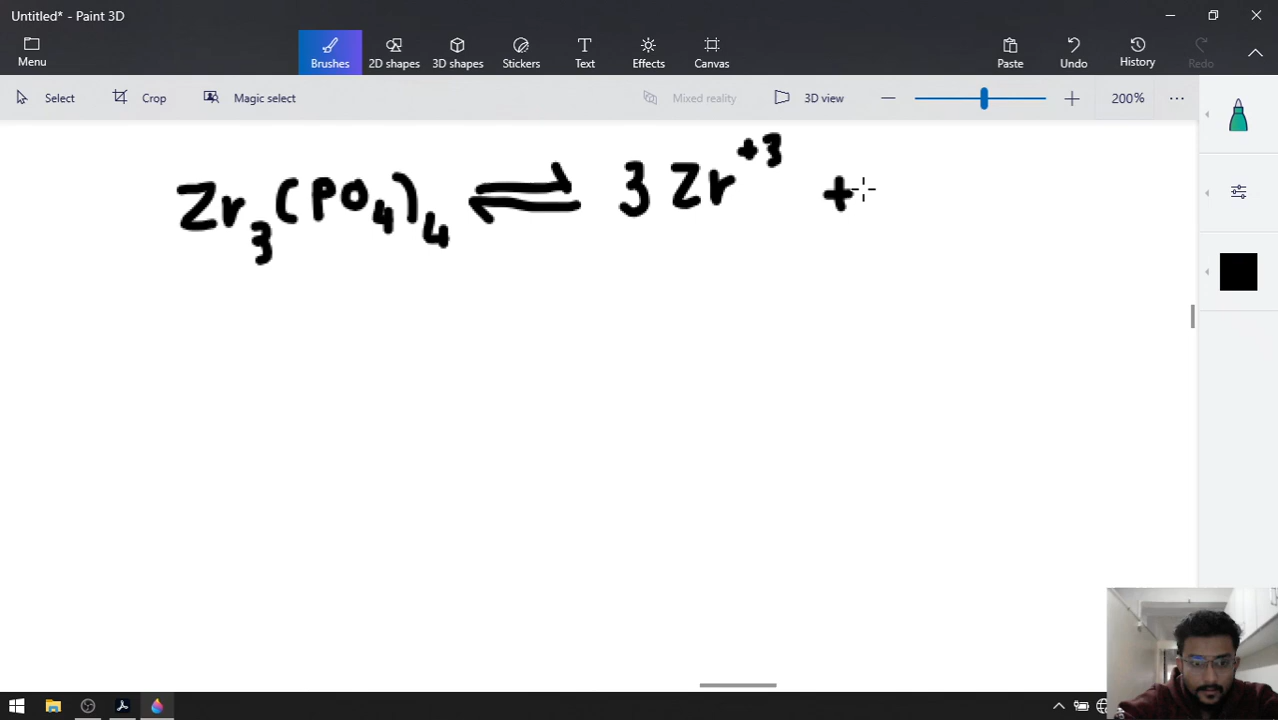 Untitled* - Paint 3D
Menu
Brushes
2D shapes
3D shapes
Stickers
Text
Effects
Canvas
Paste
Undo
History
Redo
Select
Crop
Magic select
Mixed reality
3D view
200%
Zr₃(PO₄)₄ ⇌ 3 Zr⁺³ +